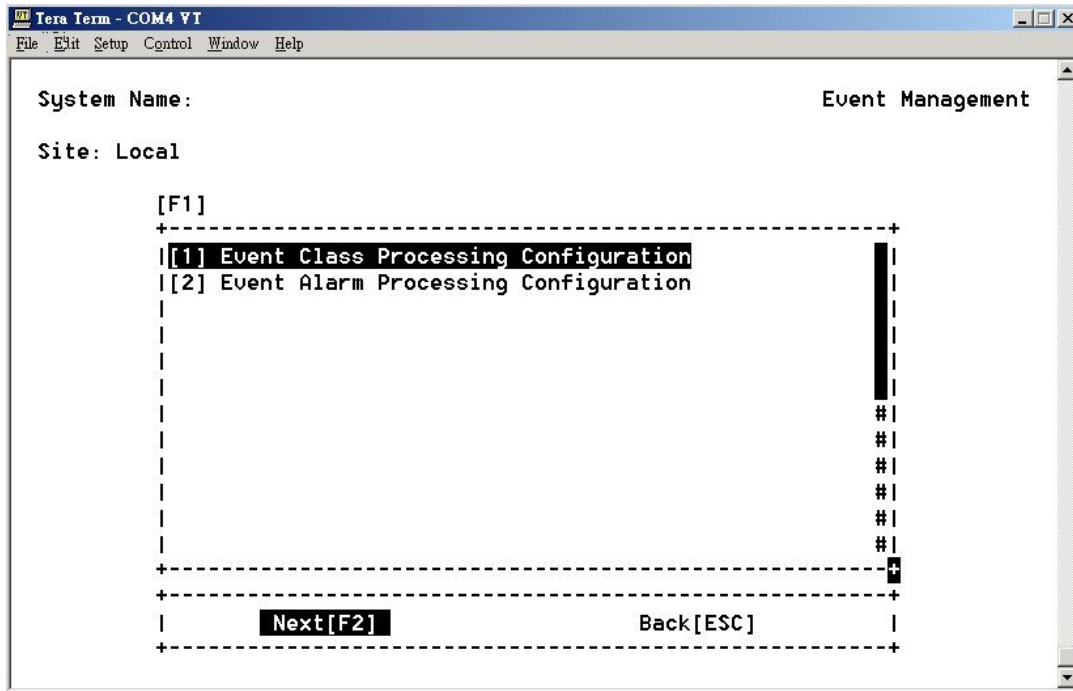 Tera Term - COM4 VT
File Edit Setup Control Window Help
System Name: Event Management
Site: Local
[F1]
[1] Event Class Processing Configuration
[2] Event Alarm Processing Configuration
#
#
#
#
#
#
Next[F2] Back[ESC]